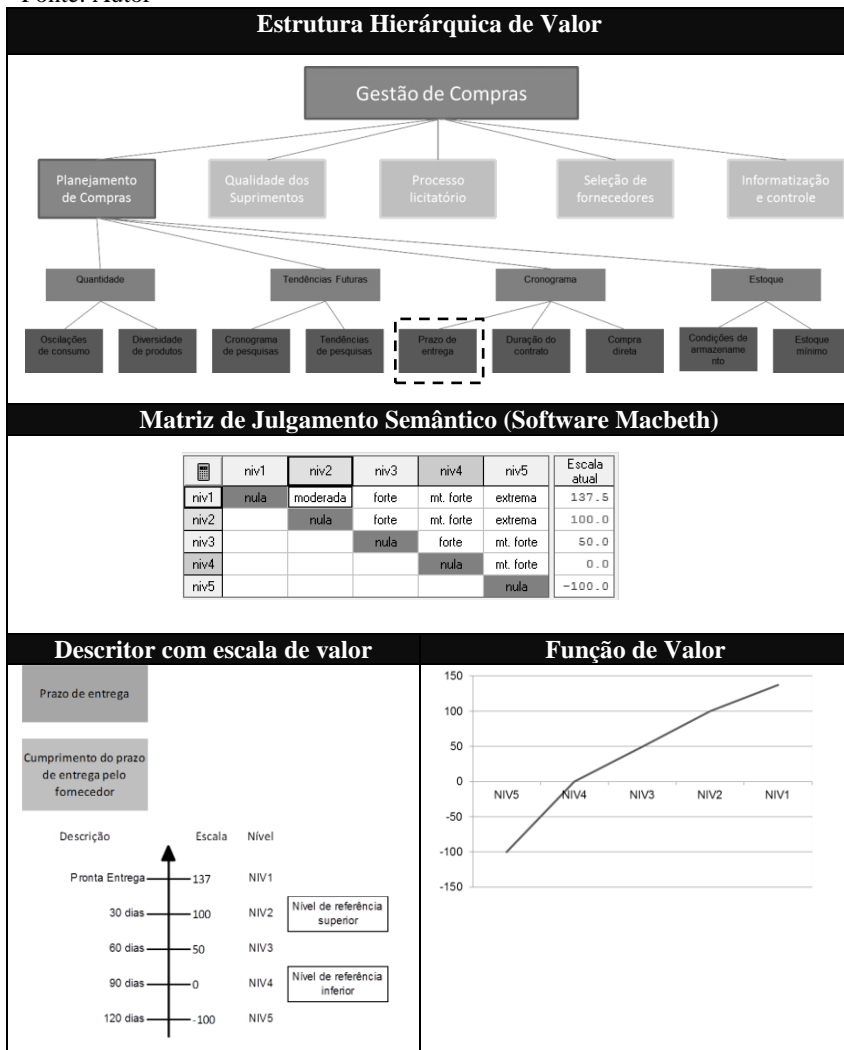 Fonte: Autor
Estrutura Hierárquica de Valor
Gestão de Compras
Planejamento
de Compras
Qualidade dos
Suprimentos
Processo
licitatório
Seleção de
fornecedores
Informatização
e controle
Quantidade
Tendências Futuras
Cronograma
Estoque
Oscilações
de consumo
Diversidade
de produtos
Cronograma
de pesquisas
Tendências
de pesquisas
Prazo de
entrega
Duração do
contrato
Compra
direta
Condições de
armazename
nto
Estoque
mínimo
Matriz de Julgamento Semântico (Software Macbeth)
niv1 niv2 niv3 niv4 niv5 Escala
atual
niv1 nula moderada forte mt. forte extrema 137.5
niv2 nula forte mt. forte extrema 100.0
niv3 nula forte mt. forte 50.0
niv4 nula mt. forte 0.0
niv5 nula -100.0
Descritor com escala de valor
Prazo de entrega
Cumprimento do prazo
de entrega pelo
fornecedor
Descrição Escala Nível
Pronta Entrega 137 NIV1
30 dias 100 NIV2 Nível de referência
superior
60 dias 50 NIV3
90 dias 0 NIV4 Nível de referência
inferior
120 dias -100 NIV5
Função de Valor
150
100
50
0
-50
-100
-150
NIV5 NIV4 NIV3 NIV2 NIV1